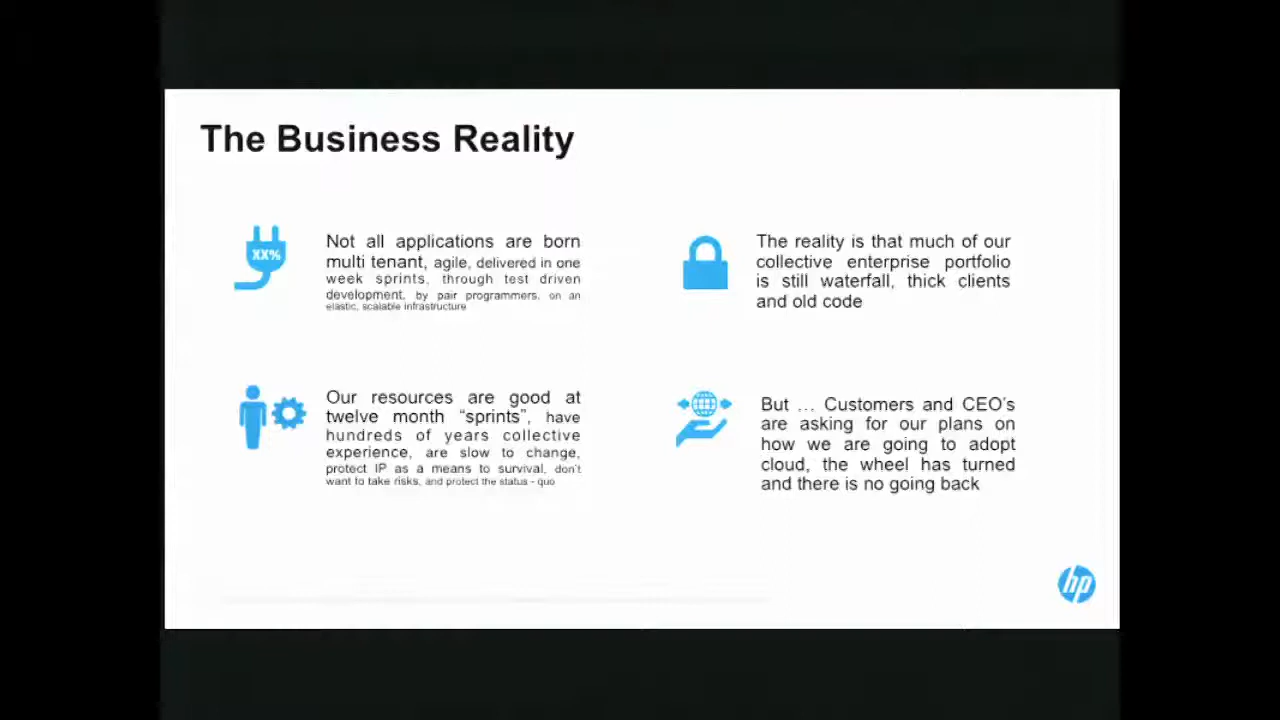 The Business Reality
XX%
Not all applications are born
multi tenant, agile, delivered in one
week sprints, through test driven
development, by pair programmers, on an
elastic, scalable infrastructure
The reality is that much of our
collective enterprise portfolio
is still waterfall, thick clients
and old code
Our resources are good at
twelve month “sprints”, have
hundreds of years collective
experience, are slow to change,
protect IP as a means to survival, don't
want to take risks, and protect the status - quo
But … Customers and CEO's
are asking for our plans on
how we are going to adopt
cloud, the wheel has turned
and there is no going back
hp